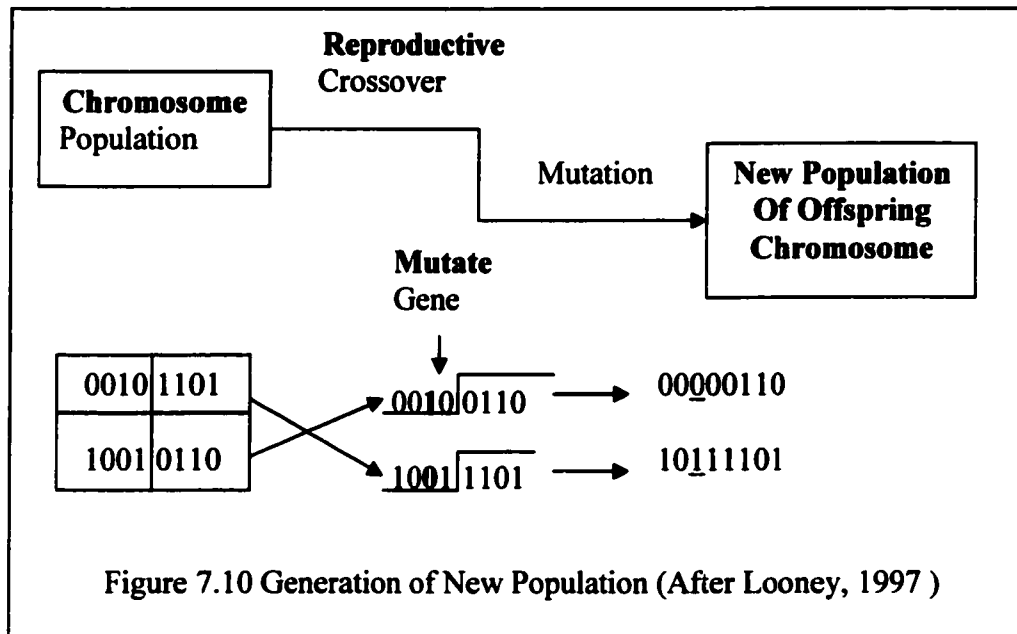 Reproductive
Crossover
Chromosome
Population
Mutation
New Population
Of Offspring
Chromosome
Mutate
Gene
0010 1101
1001 0110
0010 0110
1001 1101
00000110
10111101
Figure 7.10 Generation of New Population (After Looney, 1997 )